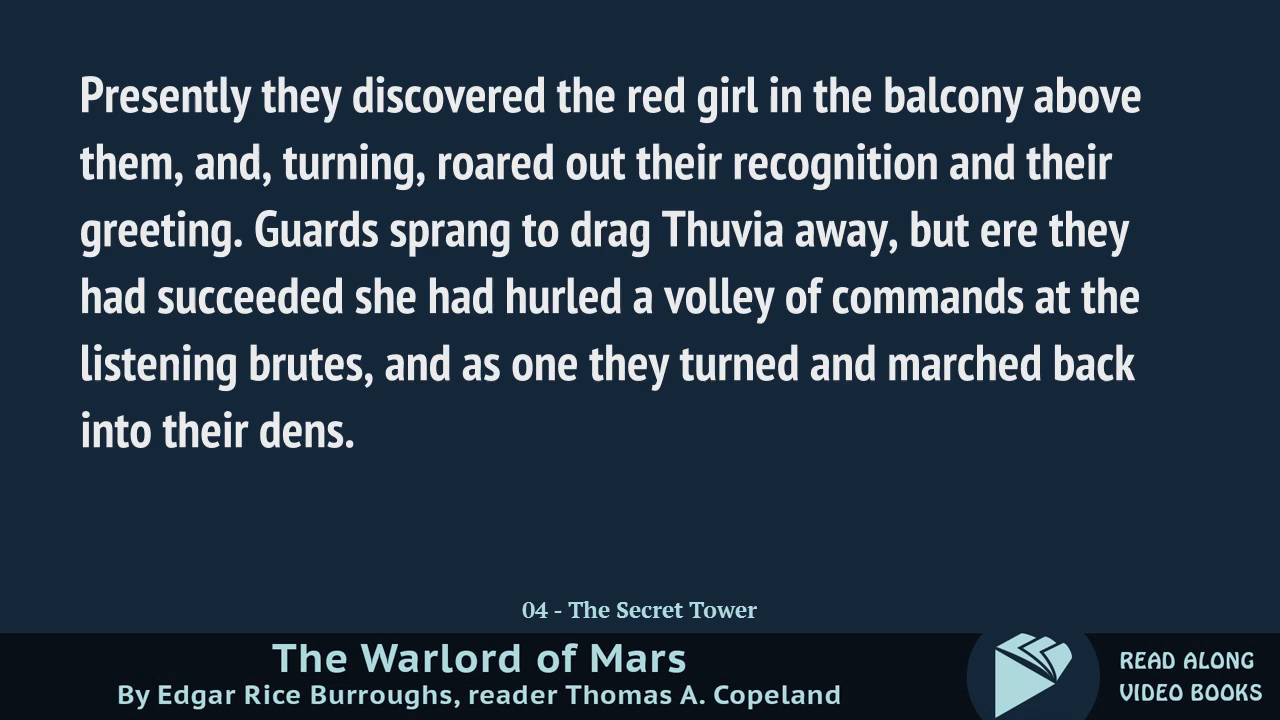 Presently they discovered the red girl in the balcony above
them, and, turning, roared out their recognition and their
greeting. Guards sprang to drag Thuvia away, but ere they
had succeeded she had hurled a volley of commands at the
listening brutes, and as one they turned and marched back
into their dens.
04 - The Secret Tower
The Warlord of Mars
By Edgar Rice Burroughs, reader Thomas A. Copeland
READ ALONG
VIDEO BOOKS